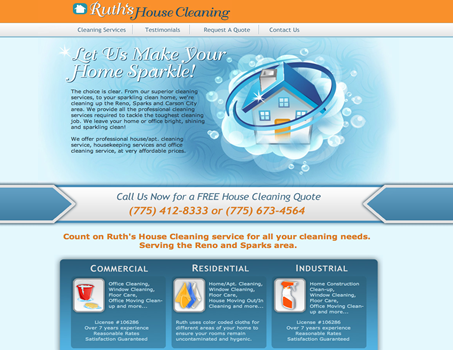 Ruth's House Cleaning
Cleaning Services
Testimonials
Request A Quote
Contact Us
Let Us Make Your
Home Sparkle!
The choice is clear. From our superior cleaning
services, to your sparkling clean home, we're
cleaning up the Reno, Sparks and Carson City
area. We provide all the professional cleaning
services required to tackle the toughest cleaning
job. We leave your home or office bright, shining
and sparkling clean!
We offer professional house/apt. cleaning
service, housekeeping services and office
cleaning service, at very affordable prices.
Call Us Now for a FREE House Cleaning Quote
(775) 412-8333 or (775) 673-4564
Count on Ruth's House Cleaning service for all your cleaning needs.
Serving the Reno and Sparks area.
COMMERCIAL
Office Cleaning,
Window Cleaning,
Floor Care,
Office Moving Clean-
up and more...
License #106286
Over 7 years experience
Reasonable Rates
Satisfaction Guaranteed
RESIDENTIAL
Home/Apt. Cleaning,
Window Cleaning,
Floor Care,
House Moving Out/In
Cleaning and more...
Ruth uses color coded cloths for
different areas of your home to
ensure your rooms remain
uncontaminated and hygienic.
INDUSTRIAL
Home Construction
Clean-up,
Window Cleaning,
Floor Care,
Office Moving Clean-
up and more...
License #106286
Over 7 years experience
Reasonable Rates
Satisfaction Guaranteed